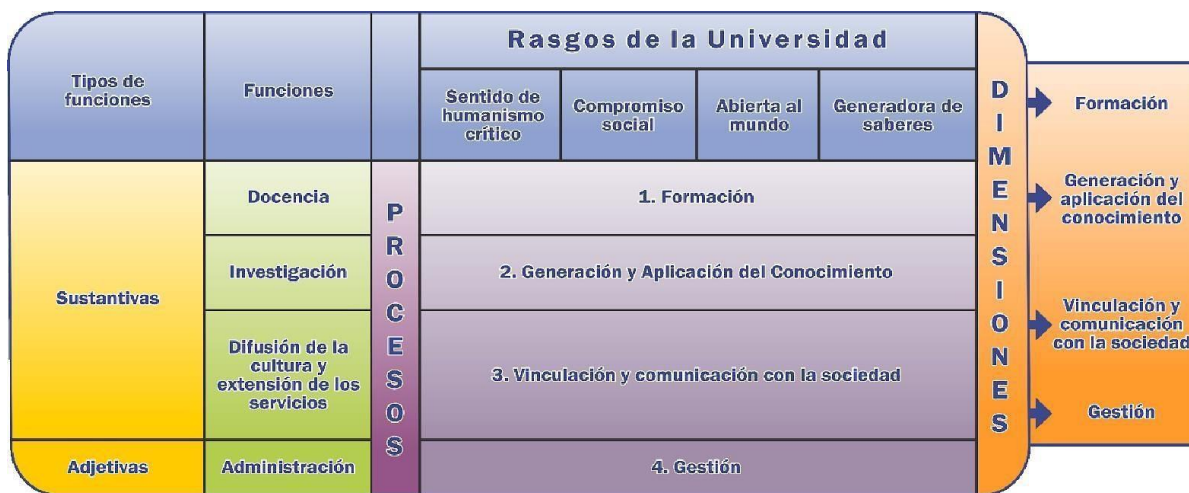 Tipos de
funciones
Funciones
Rasgos de la Universidad
Sentido de
humanismo
crítico
Compromiso
social
Abierta al
mundo
Generadora de
saberes
Sustantivas
Docencia
Investigación
Difusión de la
cultura y
extensión de los
servicios
Adjetivas
Administración
PROCESOS
1. Formación
2. Generación y Aplicación del Conocimiento
3. Vinculación y comunicación con la sociedad
4. Gestión
DIMENSIONES
Formación
Generación y
aplicación del
conocimiento
Vinculación y
comunicación
con la sociedad
Gestión